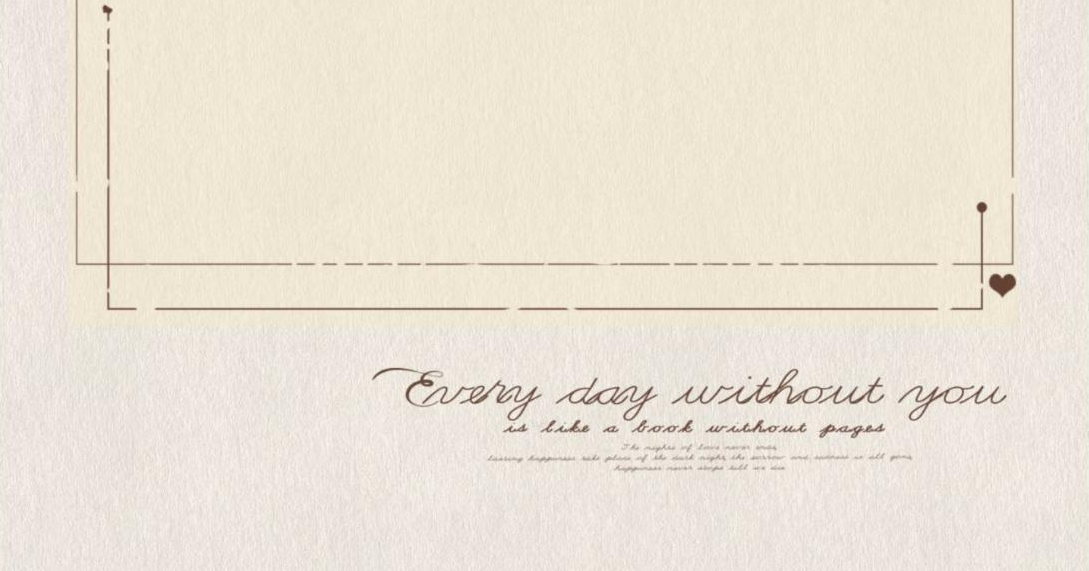 Every day without you
is like a book without pages
The nights of love never ends,
lasting happiness take place of the dark night, the sorrow and sadness is all gone,
happiness never stops till we die